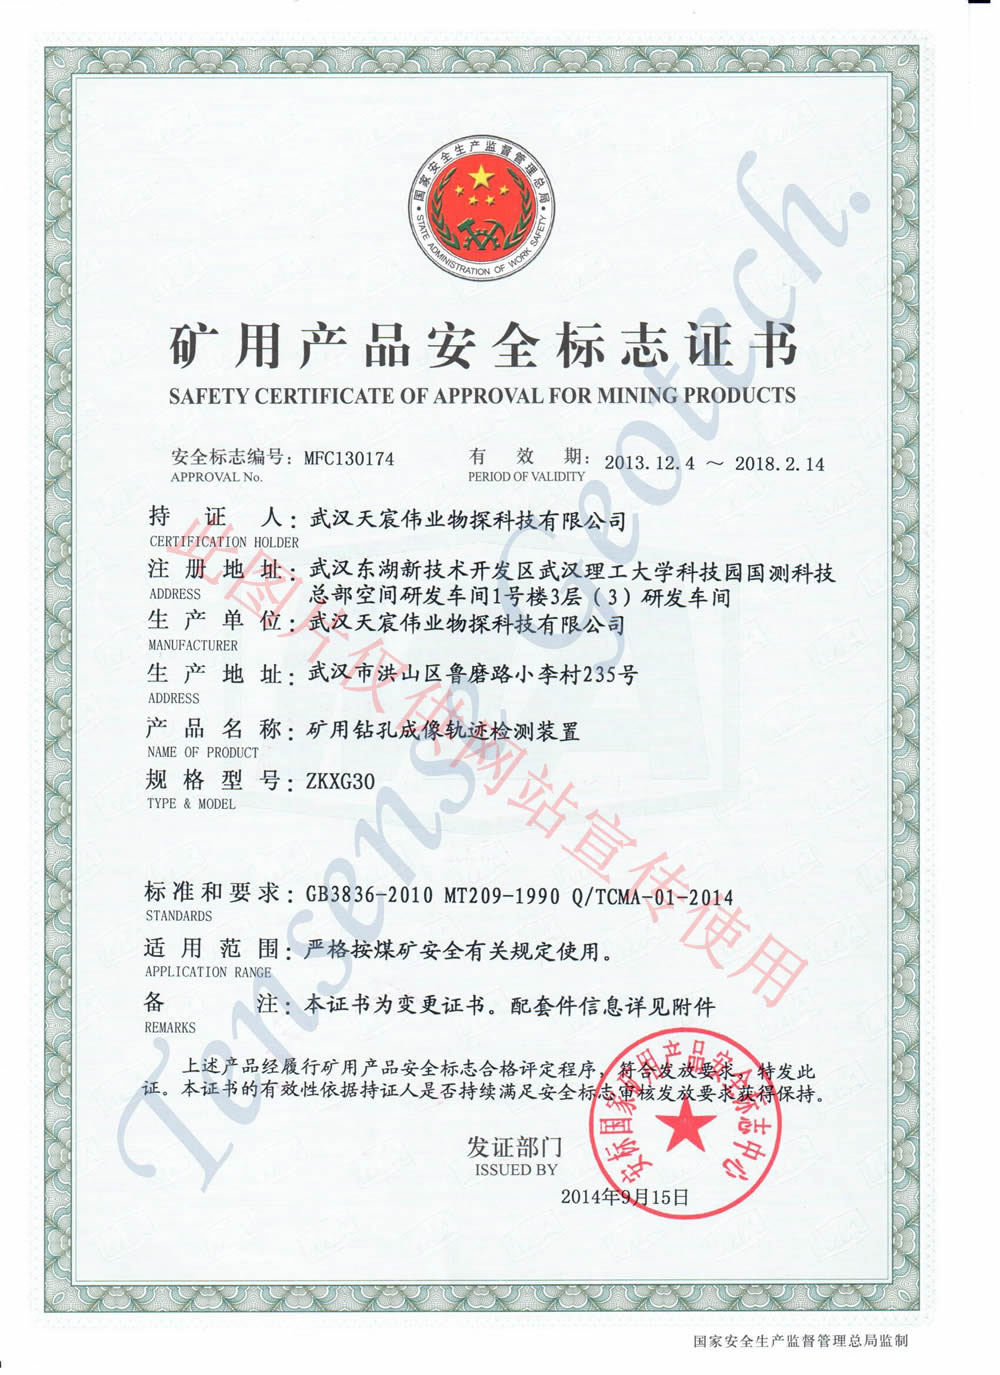 国家安全生产监督管理总局
STATE ADMINISTRATION OF WORK SAFETY
矿用产品安全标志证书
SAFETY CERTIFICATE OF APPROVAL FOR MINING PRODUCTS
安全标志编号: MFC130174 有效期: 2013.12.4 ～ 2018.2.14
APPROVAL No. PERIOD OF VALIDITY
持证人: 武汉天宸伟业物探科技有限公司
CERTIFICATION HOLDER
注册地址: 武汉东湖新技术开发区武汉理工大学科技园国测科技
ADDRESS 总部空间研发车间1号楼3层（3）研发车间
生产单位: 武汉天宸伟业物探科技有限公司
MANUFACTURER
生产地址: 武汉市洪山区鲁磨路小李村235号
ADDRESS
产品名称: 矿用钻孔成像轨迹检测装置
NAME OF PRODUCT
规格型号: ZKXG30
TYPE & MODEL
标准和要求: GB3836-2010 MT209-1990 Q/TCMA-01-2014
STANDARDS
适用范围: 严格按煤矿安全有关规定使用。
APPLICATION RANGE
备注: 本证书为变更证书。配套件信息详见附件
REMARKS
上述产品经履行矿用产品安全标志合格评定程序，符合发放要求，特发此
证。本证书的有效性依据持证人是否持续满足安全标志审核发放要求获得保持。
发证部门
ISSUED BY
2014年9月15日
安标国家矿用产品安全标志中心
国家安全生产监督管理总局监制
此图片仅供网站宣传使用
Tensense Geotech.